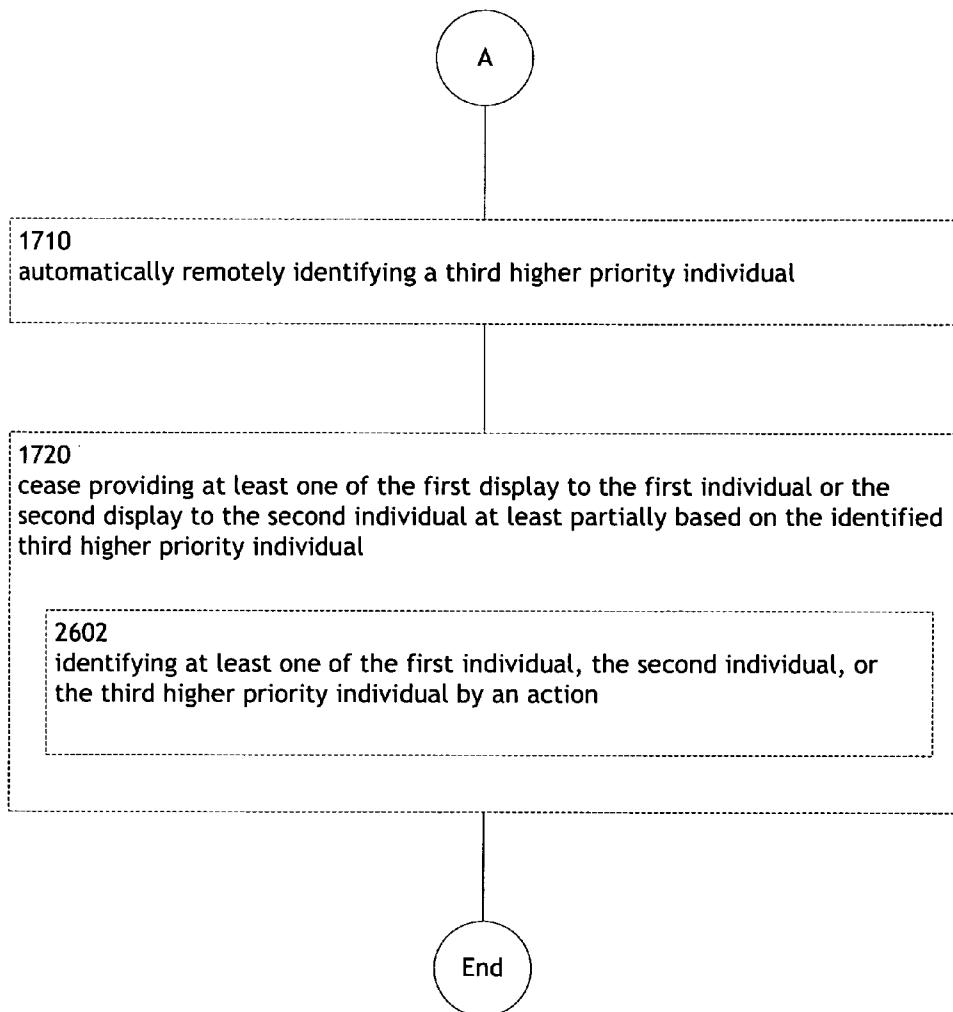 A
1710
automatically remotely identifying a third higher priority individual
1720
cease providing at least one of the first display to the first individual or the
second display to the second individual at least partially based on the identified
third higher priority individual
2602
identifying at least one of the first individual, the second individual, or
the third higher priority individual by an action
End